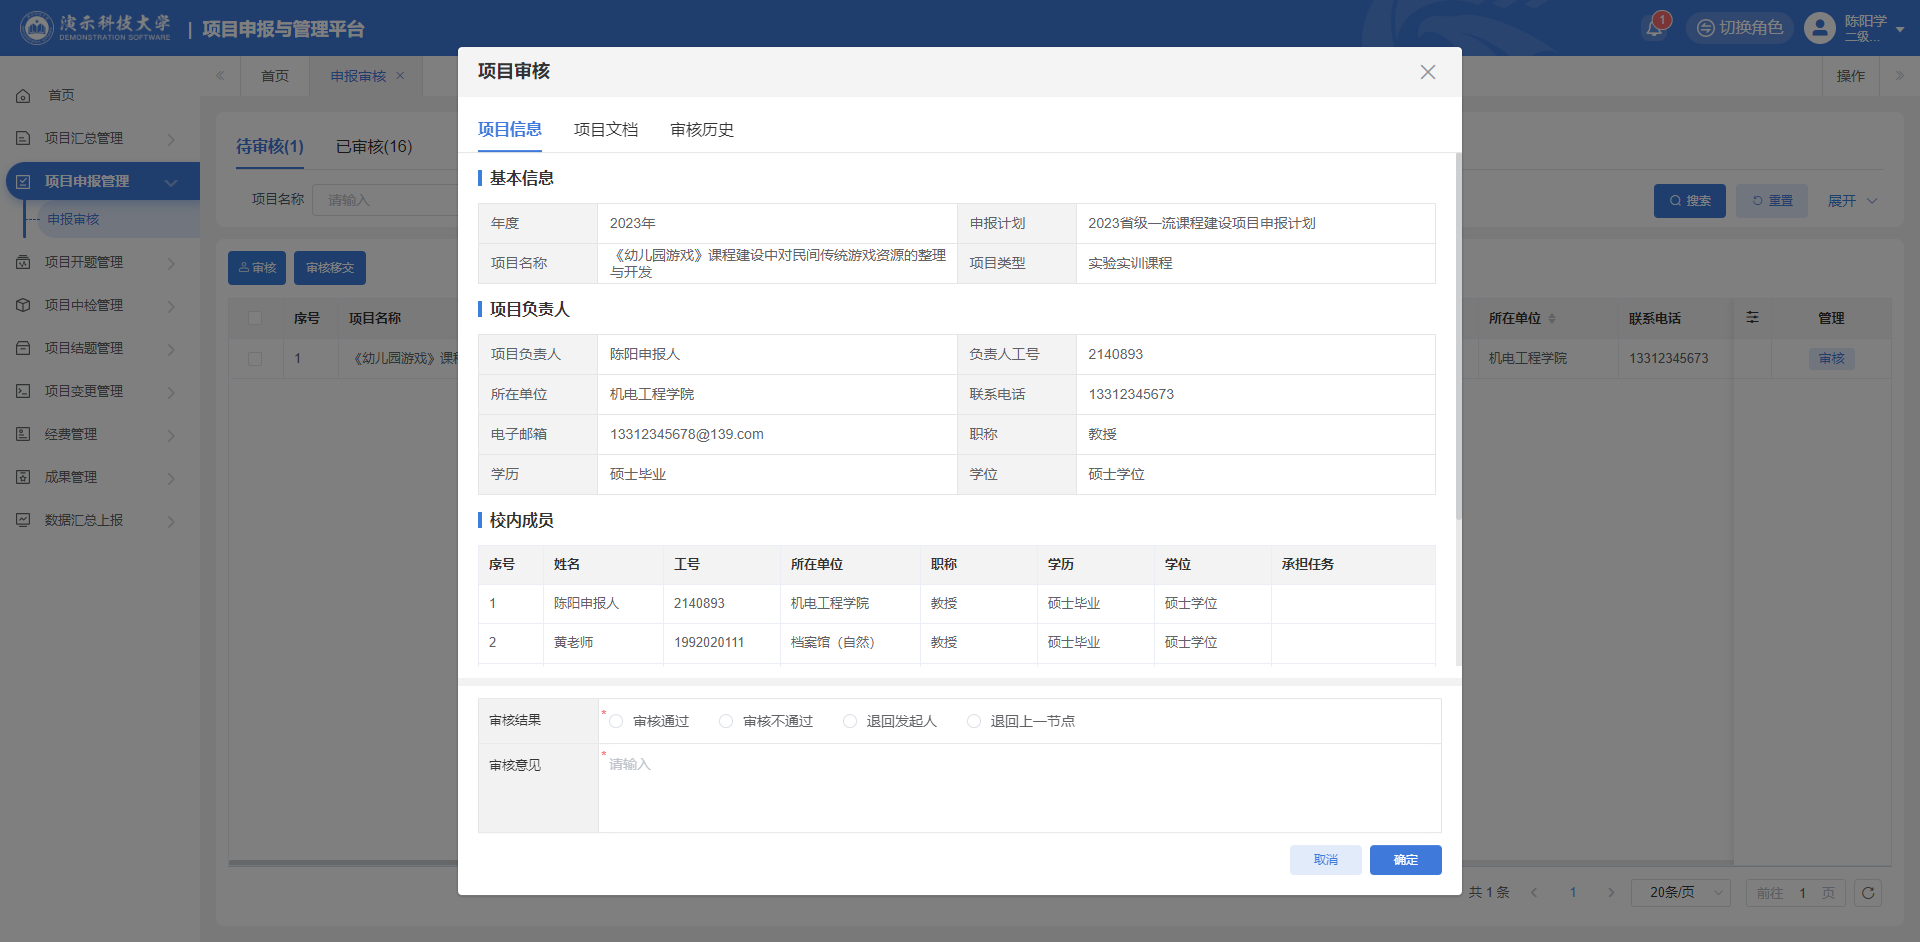 演示科技大学
DEMONSTRATION SOFTWARE
| 项目申报与管理平台
1
切换角色
陈阳学
二级...
首页
项目汇总管理
项目申报管理
申报审核
项目开题管理
项目中检管理
项目结题管理
项目变更管理
经费管理
成果管理
数据汇总上报
首页
申报审核
操作
待审核(1)
已审核(16)
项目名称
请输入
搜索
重置
展开
审核
审核移交
序号
项目名称
所在单位
联系电话
管理
1
《幼儿园游戏》课程
机电工程学院
13312345673
审核
共 1 条
1
20条/页
前往 1 页
项目审核
项目信息
项目文档
审核历史
基本信息
年度
2023年
申报计划
2023省级一流课程建设项目申报计划
项目名称
《幼儿园游戏》课程建设中对民间传统游戏资源的整理
与开发
项目类型
实验实训课程
项目负责人
项目负责人
陈阳申报人
负责人工号
2140893
所在单位
机电工程学院
联系电话
13312345673
电子邮箱
13312345678@139.com
职称
教授
学历
硕士毕业
学位
硕士学位
校内成员
序号 姓名 工号 所在单位 职称 学历 学位 承担任务
1 陈阳申报人 2140893 机电工程学院 教授 硕士毕业 硕士学位
2 黄老师 1992020111 档案馆（自然） 教授 硕士毕业 硕士学位
审核结果
* 审核通过 审核不通过 退回发起人 退回上一节点
审核意见
* 请输入
取消
确定